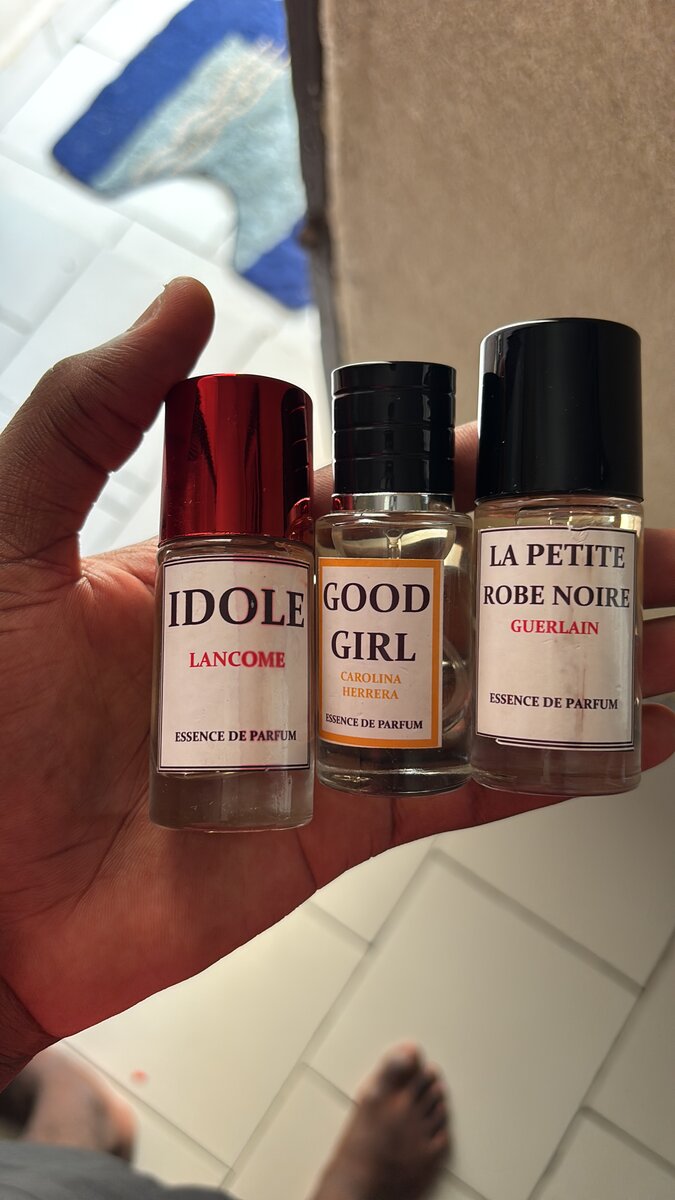 IDOLE
LANCOME
ESSENCE DE PARFUM
GOOD
GIRL
CAROLINA
HERRERA
ESSENCE DE PARFUM
LA PETITE
ROBE NOIRE
GUERLAIN
ESSENCE DE PARFUM